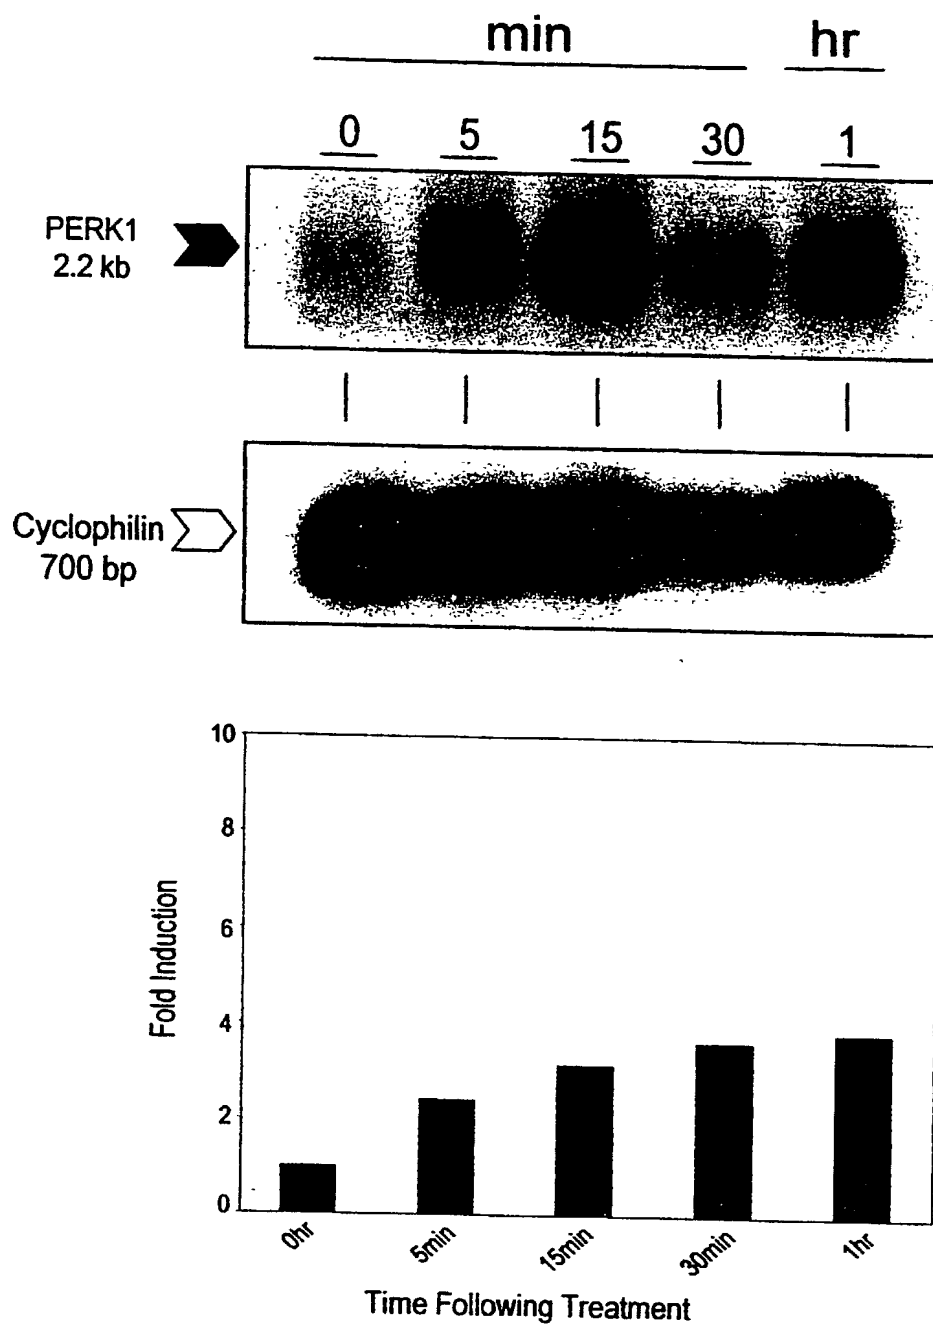 min hr
0 5 15 30 1
PERK1
2.2 kb
Cyclophilin
700 bp
10
8
6
4
2
0
Fold Induction
0hr 5min 15min 30min 1hr
Time Following Treatment